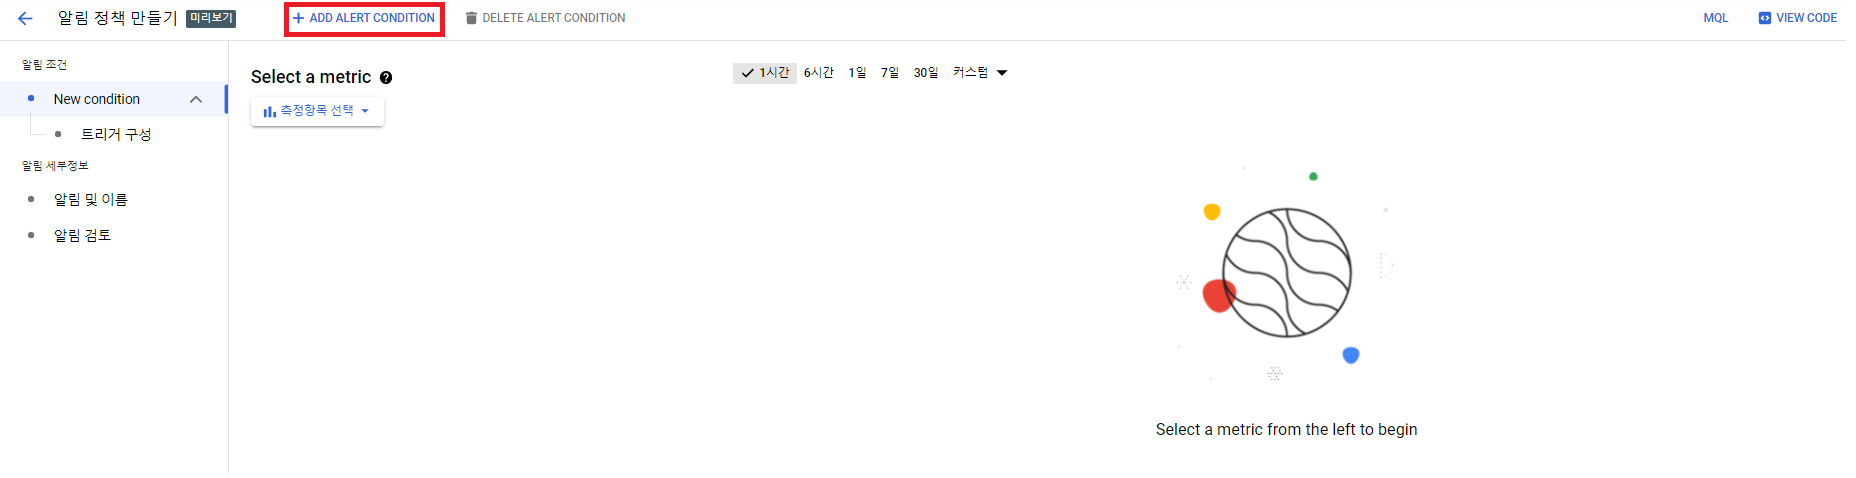 알림 정책 만들기 미리보기 ADD ALERT CONDITION DELETE ALERT CONDITION MQL VIEW CODE
알림 조건
New condition
트리거 구성
알림 세부정보
알림 및 이름
알림 검토
Select a metric
1시간 6시간 1일 7일 30일 커스텀
측정항목 선택
Select a metric from the left to begin